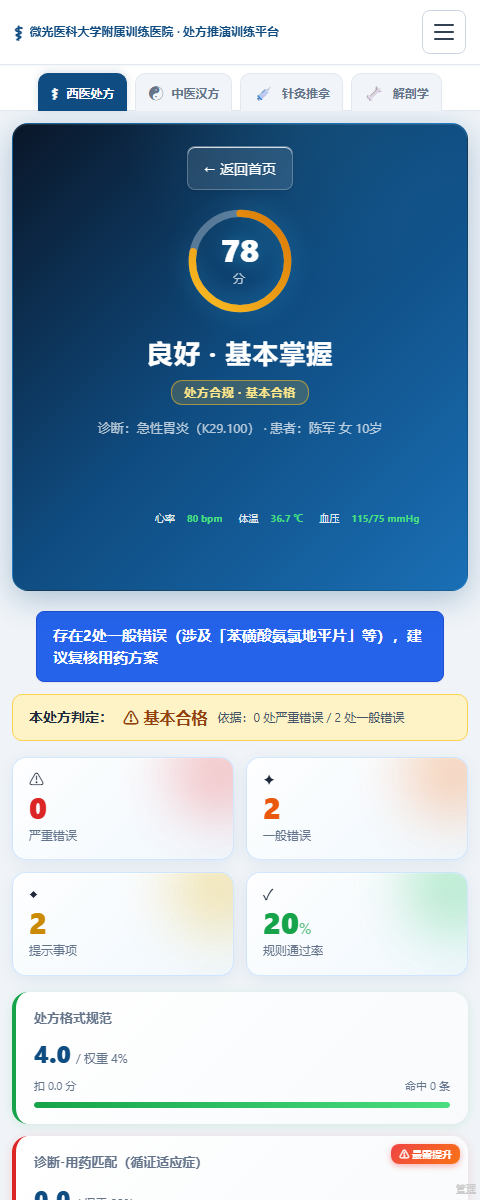 微光医科大学附属训练医院 · 处方推演训练平台
西医处方
中医汉方
针灸推拿
解剖学
← 返回首页
78
分
良好 · 基本掌握
处方合规 · 基本合格
诊断：急性胃炎（K29.100） · 患者：陈军 女 10岁
心率 80 bpm 体温 36.7 ℃ 血压 115/75 mmHg
存在2处一般错误（涉及「苯磺酸氨氯地平片」等），建
议复核用药方案
本处方判定： ⚠ 基本合格 依据：0 处严重错误 / 2 处一般错误
0
严重错误
2
一般错误
2
提示事项
20%
规则通过率
处方格式规范
4.0 / 权重 4%
扣 0.0 分
命中 0 条
⚠ 最需提升
诊断-用药匹配（循证适应症）
管理